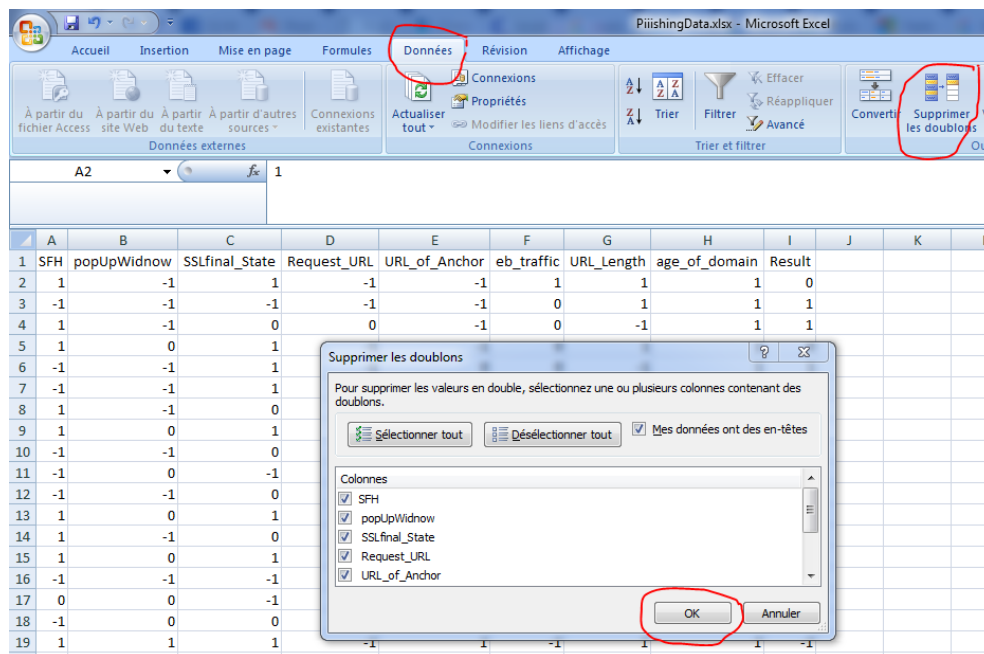 PiiishingData.xlsx - Microsoft Excel
Accueil Insertion Mise en page Formules Données Révision Affichage
À partir du fichier Access
À partir du site Web
À partir du texte
À partir d'autres sources
Connexions existantes
Données externes
Actualiser tout
Connexions
Propriétés
Modifier les liens d'accès
Connexions
Trier
Filtrer
Effacer
Réappliquer
Avancé
Trier et filtrer
Convertir
Supprimer les doublons
A2 fx 1
A B C D E F G H I J K
1 SFH popUpWidnow SSLfinal_State Request_URL URL_of_Anchor eb_traffic URL_Length age_of_domain Result
2 1 -1 1 -1 -1 1 1 1 0
3 -1 -1 -1 -1 -1 0 1 1 1
4 1 -1 0 0 -1 0 -1 1 1
5 1 0 1
6 -1 -1 1
7 -1 -1 1
8 1 -1 0
9 1 0 1
10 -1 -1 0
11 -1 0 -1
12 -1 -1 0
13 1 0 1
14 1 -1 0
15 1 0 1
16 -1 -1 -1
17 0 0 -1
18 -1 0 0
19 1 1 1 -1 1 -1 1 1 -1
Supprimer les doublons
Pour supprimer les valeurs en double, sélectionnez une ou plusieurs colonnes contenant des
doublons.
Sélectionner tout Désélectionner tout Mes données ont des en-têtes
Colonnes
SFH
popUpWidnow
SSLfinal_State
Request_URL
URL_of_Anchor
OK Annuler